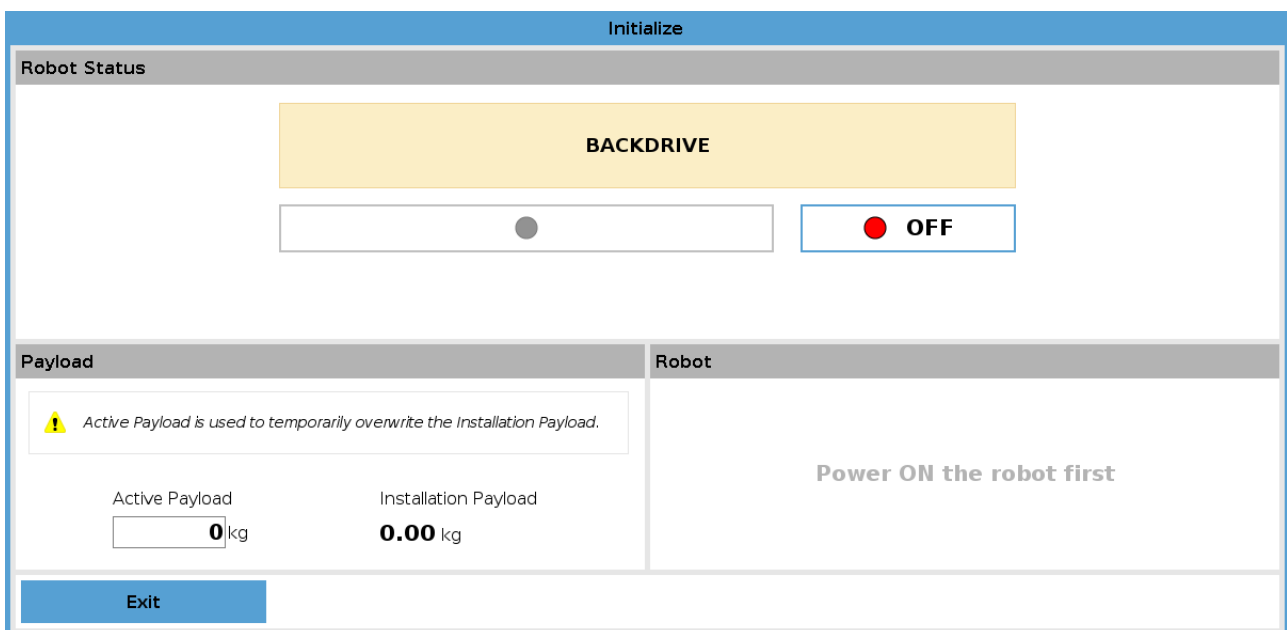 Initialize
Robot Status
BACKDRIVE
OFF
Payload
Robot
Active Payload is used to temporarily overwrite the Installation Payload.
Power ON the robot first
Active Payload
Installation Payload
0 kg
0.00 kg
Exit